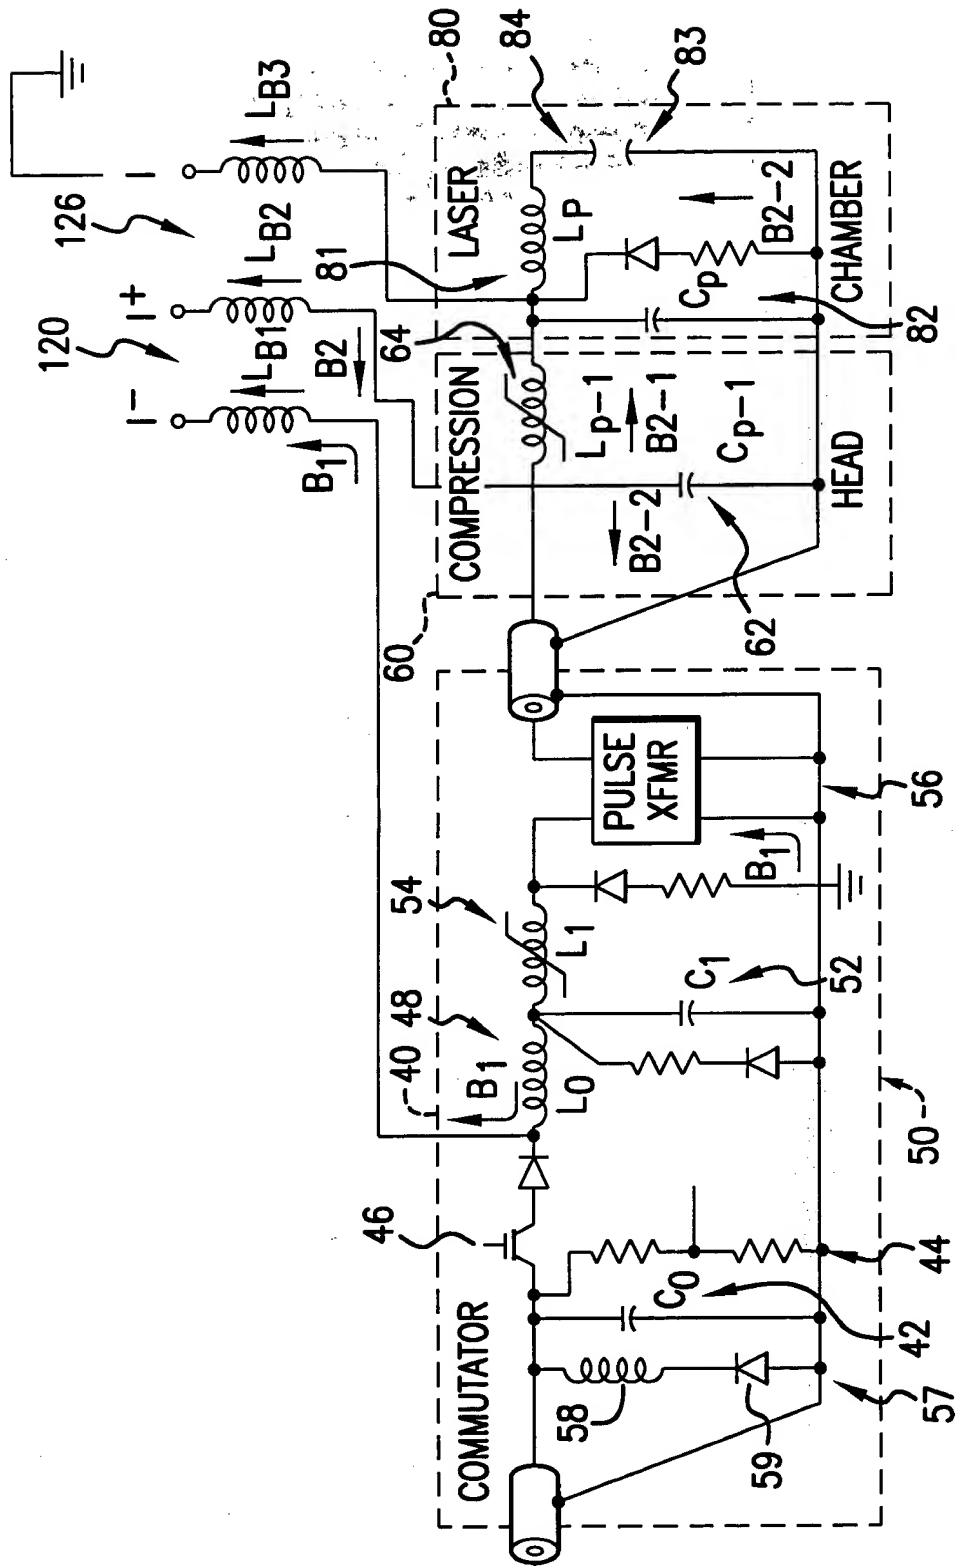 COMMUTATOR
46
40
48
54
B1
L0
L1
58
59
C0
42
57
44
C1
52
B1
PULSE
XFMR
56
50
60
COMPRESSION
64
Lp-1
B2-1
B2-2
Cp-1
62
HEAD
LASER
81
LP
Cp
B2-2
82
CHAMBER
80
84
83
120
126
I-
I+
I
B1
LB1
B2
LB2
LB3